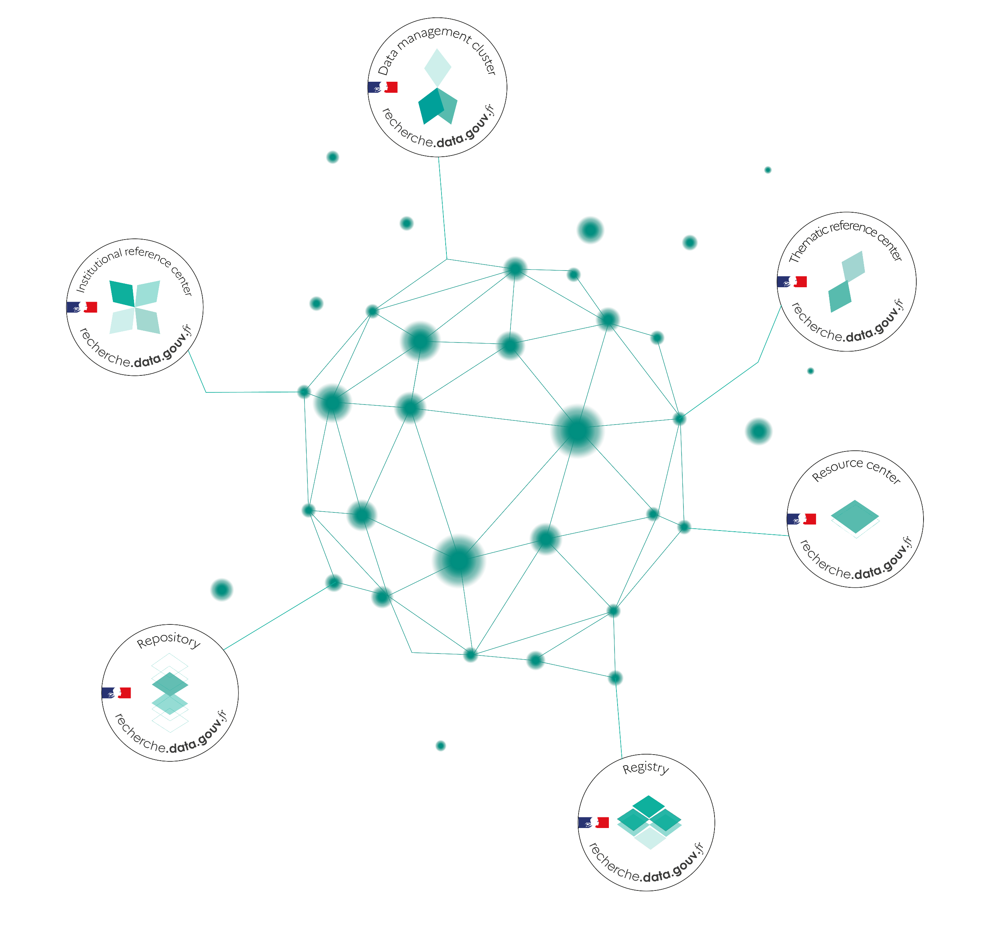 Data management cluster
recherche.data.gouv.fr
Thematic reference center
recherche.data.gouv.fr
Institutional reference center
recherche.data.gouv.fr
Resource center
recherche.data.gouv.fr
Repository
recherche.data.gouv.fr
Registry
recherche.data.gouv.fr